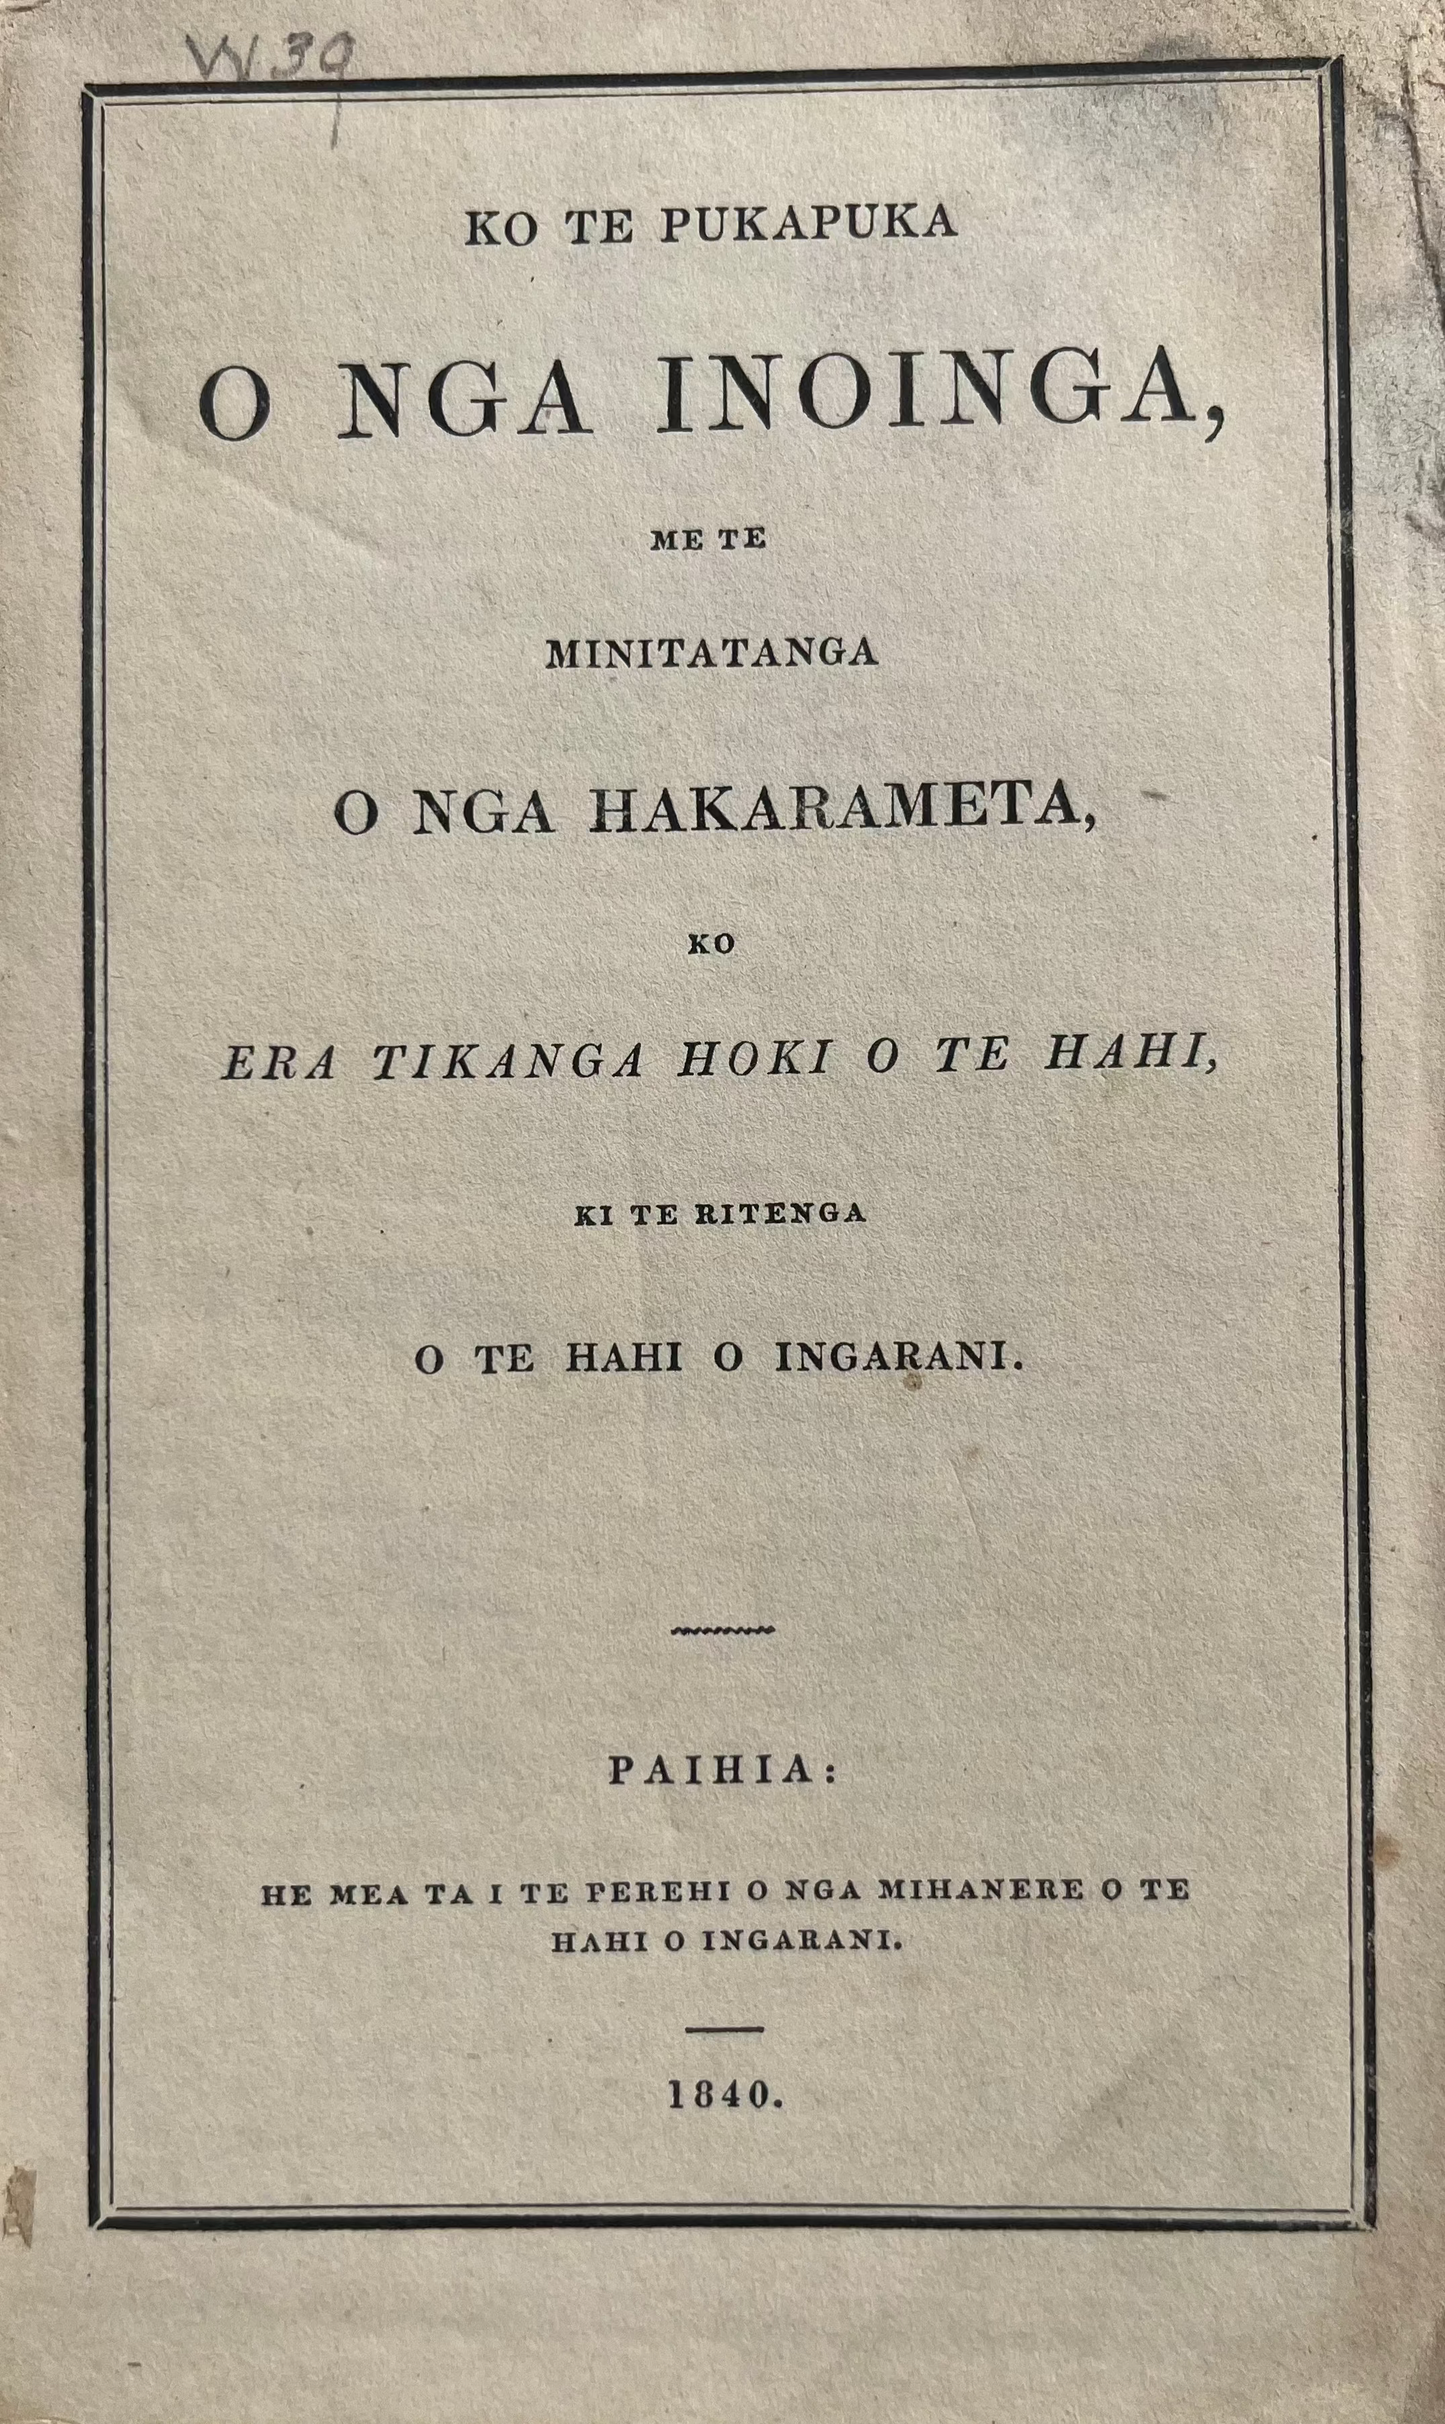 W 39
KO TE PUKAPUKA
O NGA INOINGA,
ME TE
MINITATANGA
O NGA HAKARAMETA,
KO
ERA TIKANGA HOKI O TE HAHI,
KI TE RITENGA
O TE HAHI O INGARANI.
PAIHIA:
HE MEA TA I TE PEREHI O NGA MIHANERE O TE
HAHI O INGARANI.
1840.